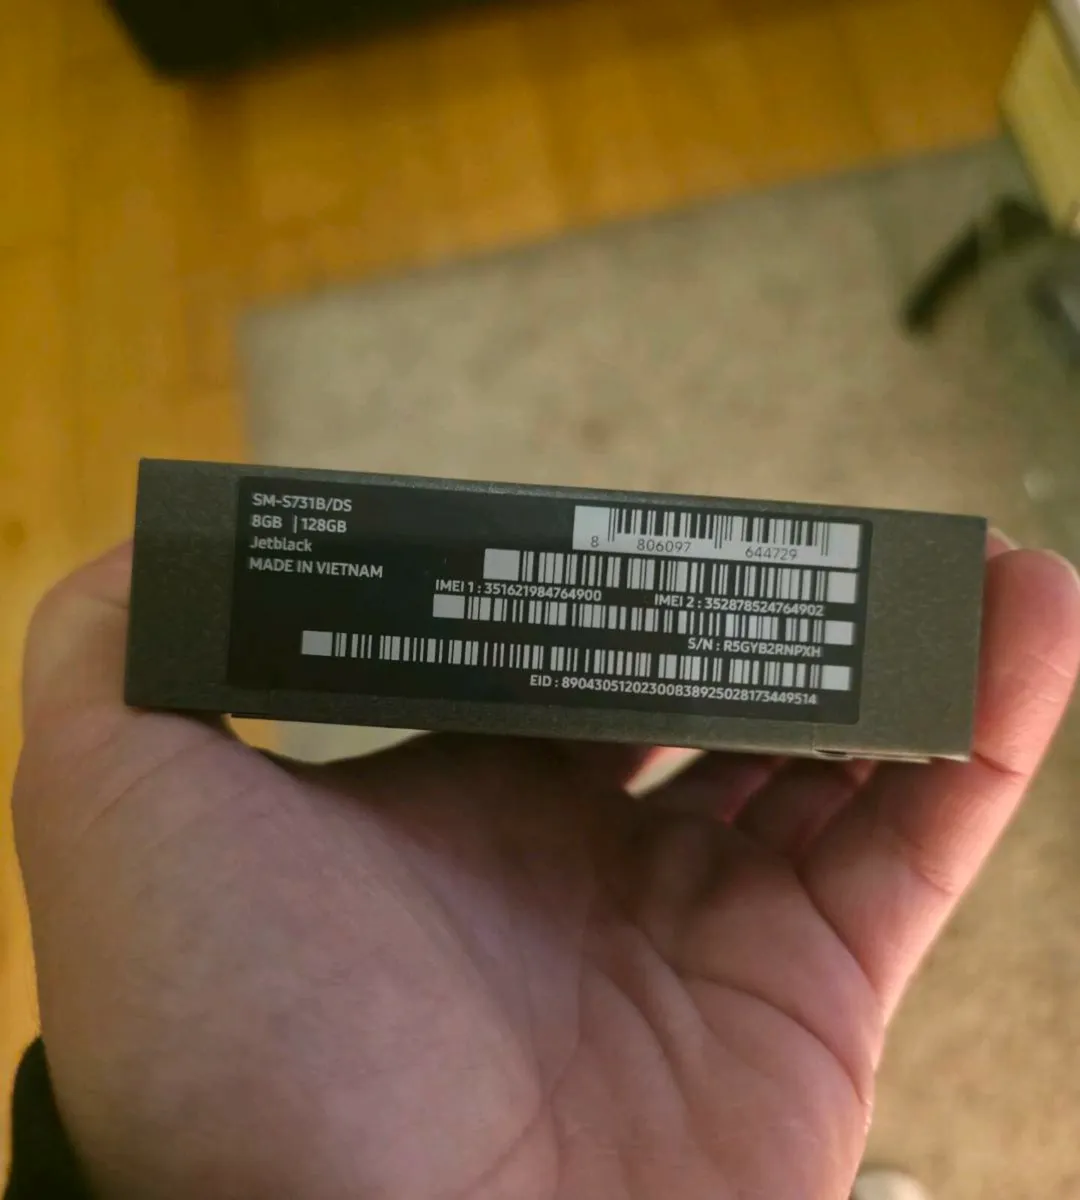 SM-S731B/DS
8GB | 128GB
Jetblack
MADE IN VIETNAM
8 806097 644729
IMEI 1 : 351621984764900 IMEI 2 : 352878524764902
S/N : R5GYB2RNPXH
EID : 89043051202300838925028173449514